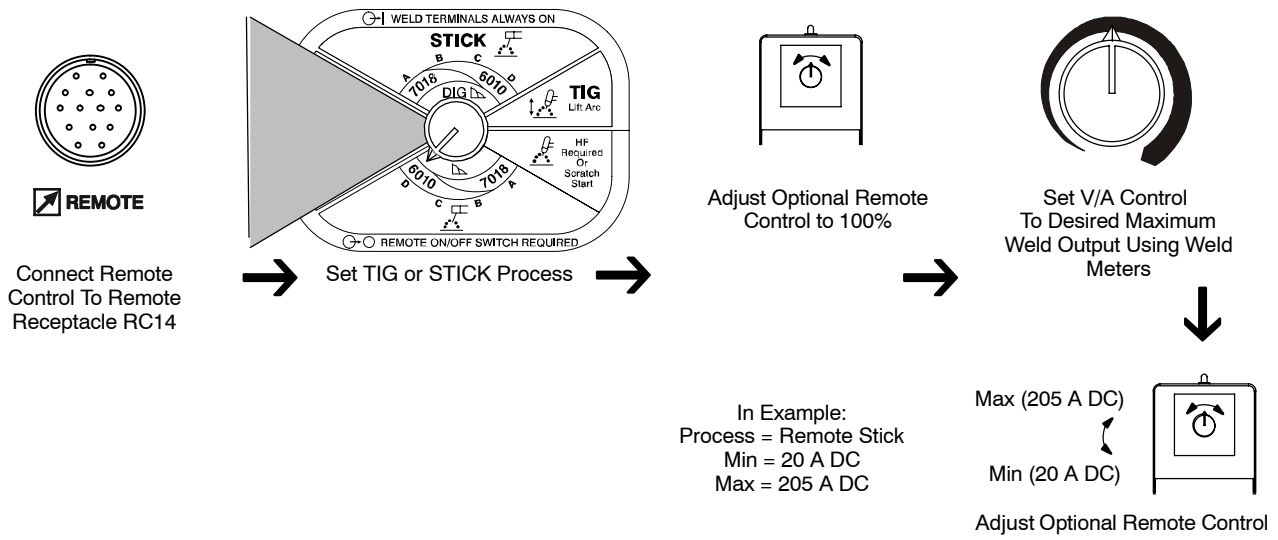 WELD TERMINALS ALWAYS ON
STICK
A B C D
7018 6010
DIG
TIG
Lift Arc
HF
Required
Or
Scratch
Start
6010 7018
D C B A
REMOTE ON/OFF SWITCH REQUIRED
REMOTE
Connect Remote
Control To Remote
Receptacle RC14
Set TIG or STICK Process
Adjust Optional Remote
Control to 100%
Set V/A Control
To Desired Maximum
Weld Output Using Weld
Meters
In Example:
Process = Remote Stick
Min = 20 A DC
Max = 205 A DC
Max (205 A DC)
Min (20 A DC)
Adjust Optional Remote Control